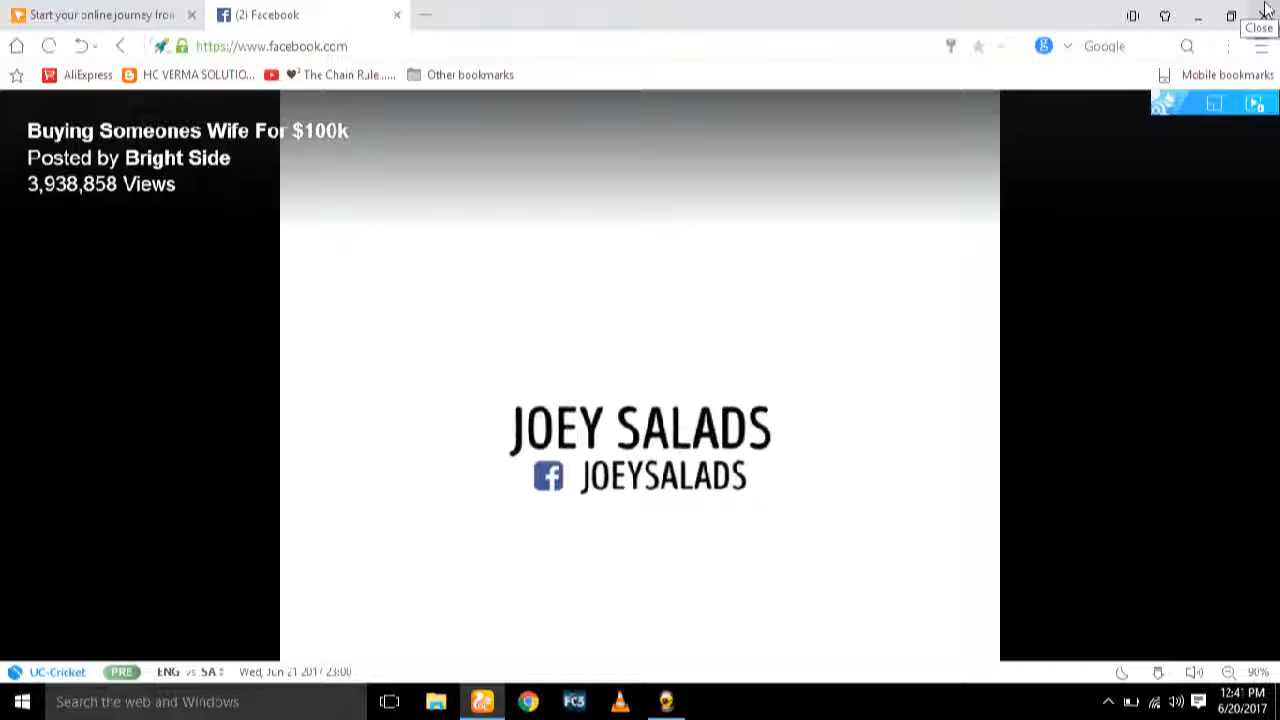 Start your online journey from
(2) Facebook
Close
https://www.facebook.com
Google
AliExpress
HC VERMA SOLUTIO...
The Chain Rule.....
Other bookmarks
Mobile bookmarks
Buying Someones Wife For $100k
Posted by Bright Side
3,938,858 Views
JOEY SALADS
JOEYSALADS
UC-Cricket
PRE
ENG vs SA
Wed, Jun 21 2017 23:00
90%
Search the web and Windows
FC5
12:41 PM
6/20/2017